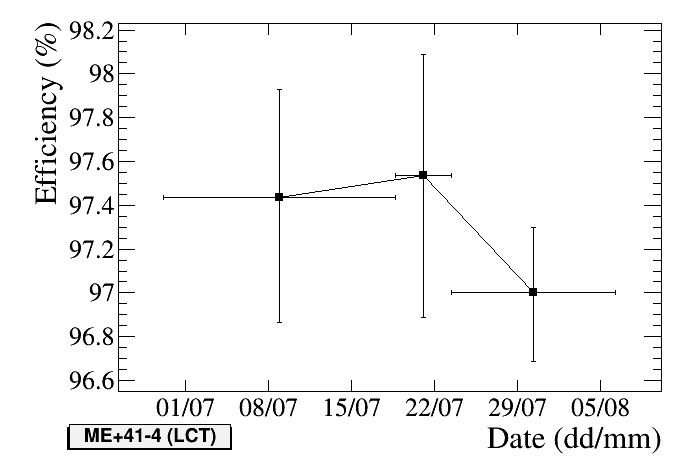 Efficiency (%)
98.2
98
97.8
97.6
97.4
97.2
97
96.8
96.6
01/07 08/07 15/07 22/07 29/07 05/08
ME+41-4 (LCT)
Date (dd/mm)